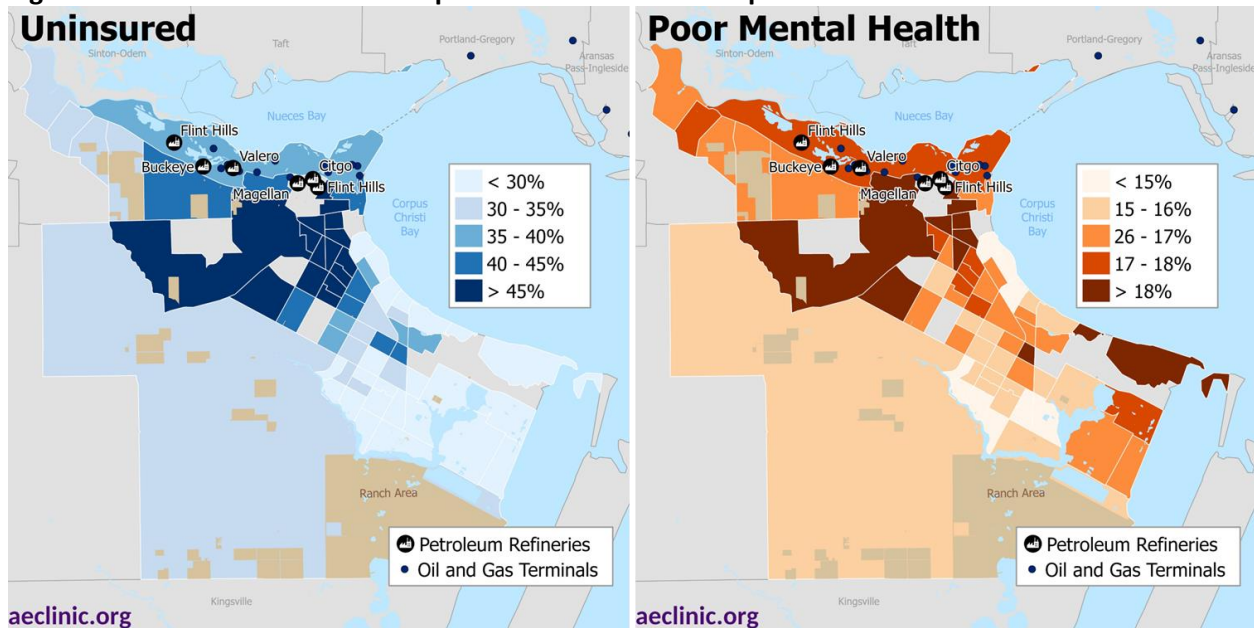 Uninsured
Sinton-Odem
Taft
Portland-Gregory
Aransas
Pass-Ingleside
Nueces Bay
Flint Hills
Buckeye
Valero
Citgo
Magellan
Flint Hills
Corpus
Christi
Bay
< 30%
30 - 35%
35 - 40%
40 - 45%
> 45%
Ranch Area
Petroleum Refineries
Oil and Gas Terminals
Kingsville
aeclinic.org
Poor Mental Health
Sinton-Odem
Taft
Portland-Gregory
Aransas
Pass-Ingleside
Nueces Bay
Flint Hills
Buckeye
Valero
Citgo
Magellan
Flint Hills
Corpus
Christi
Bay
< 15%
15 - 16%
26 - 17%
17 - 18%
> 18%
Ranch Area
Petroleum Refineries
Oil and Gas Terminals
Kingsville
aeclinic.org